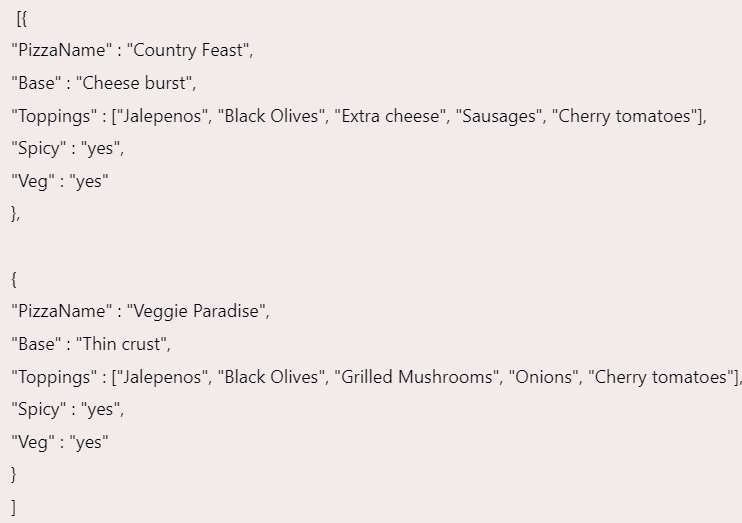 [{
"PizzaName" : "Country Feast",
"Base" : "Cheese burst",
"Toppings" : ["Jalepenos", "Black Olives", "Extra cheese", "Sausages", "Cherry tomatoes"],
"Spicy" : "yes",
"Veg" : "yes"
},
{
"PizzaName" : "Veggie Paradise",
"Base" : "Thin crust",
"Toppings" : ["Jalepenos", "Black Olives", "Grilled Mushrooms", "Onions", "Cherry tomatoes"],
"Spicy" : "yes",
"Veg" : "yes"
}
]